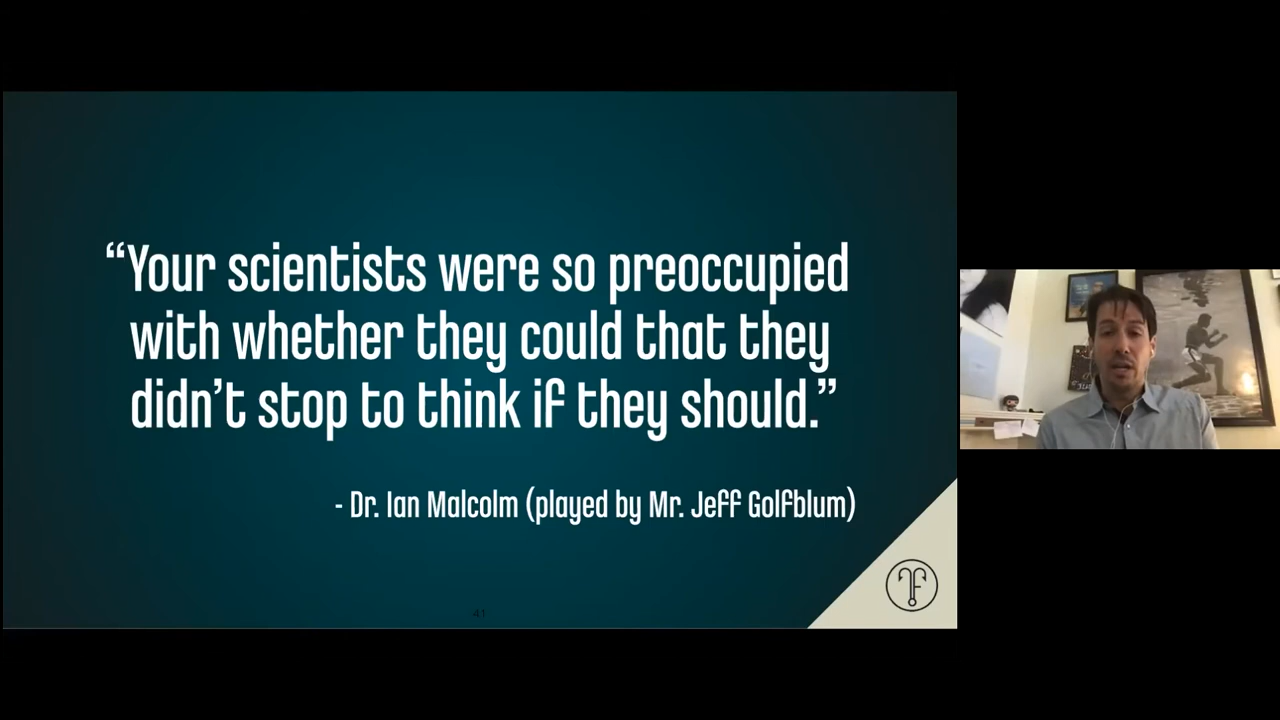 “Your scientists were so preoccupied
with whether they could that they
didn’t stop to think if they should.”
- Dr. Ian Malcolm (played by Mr. Jeff Golfblum)
41